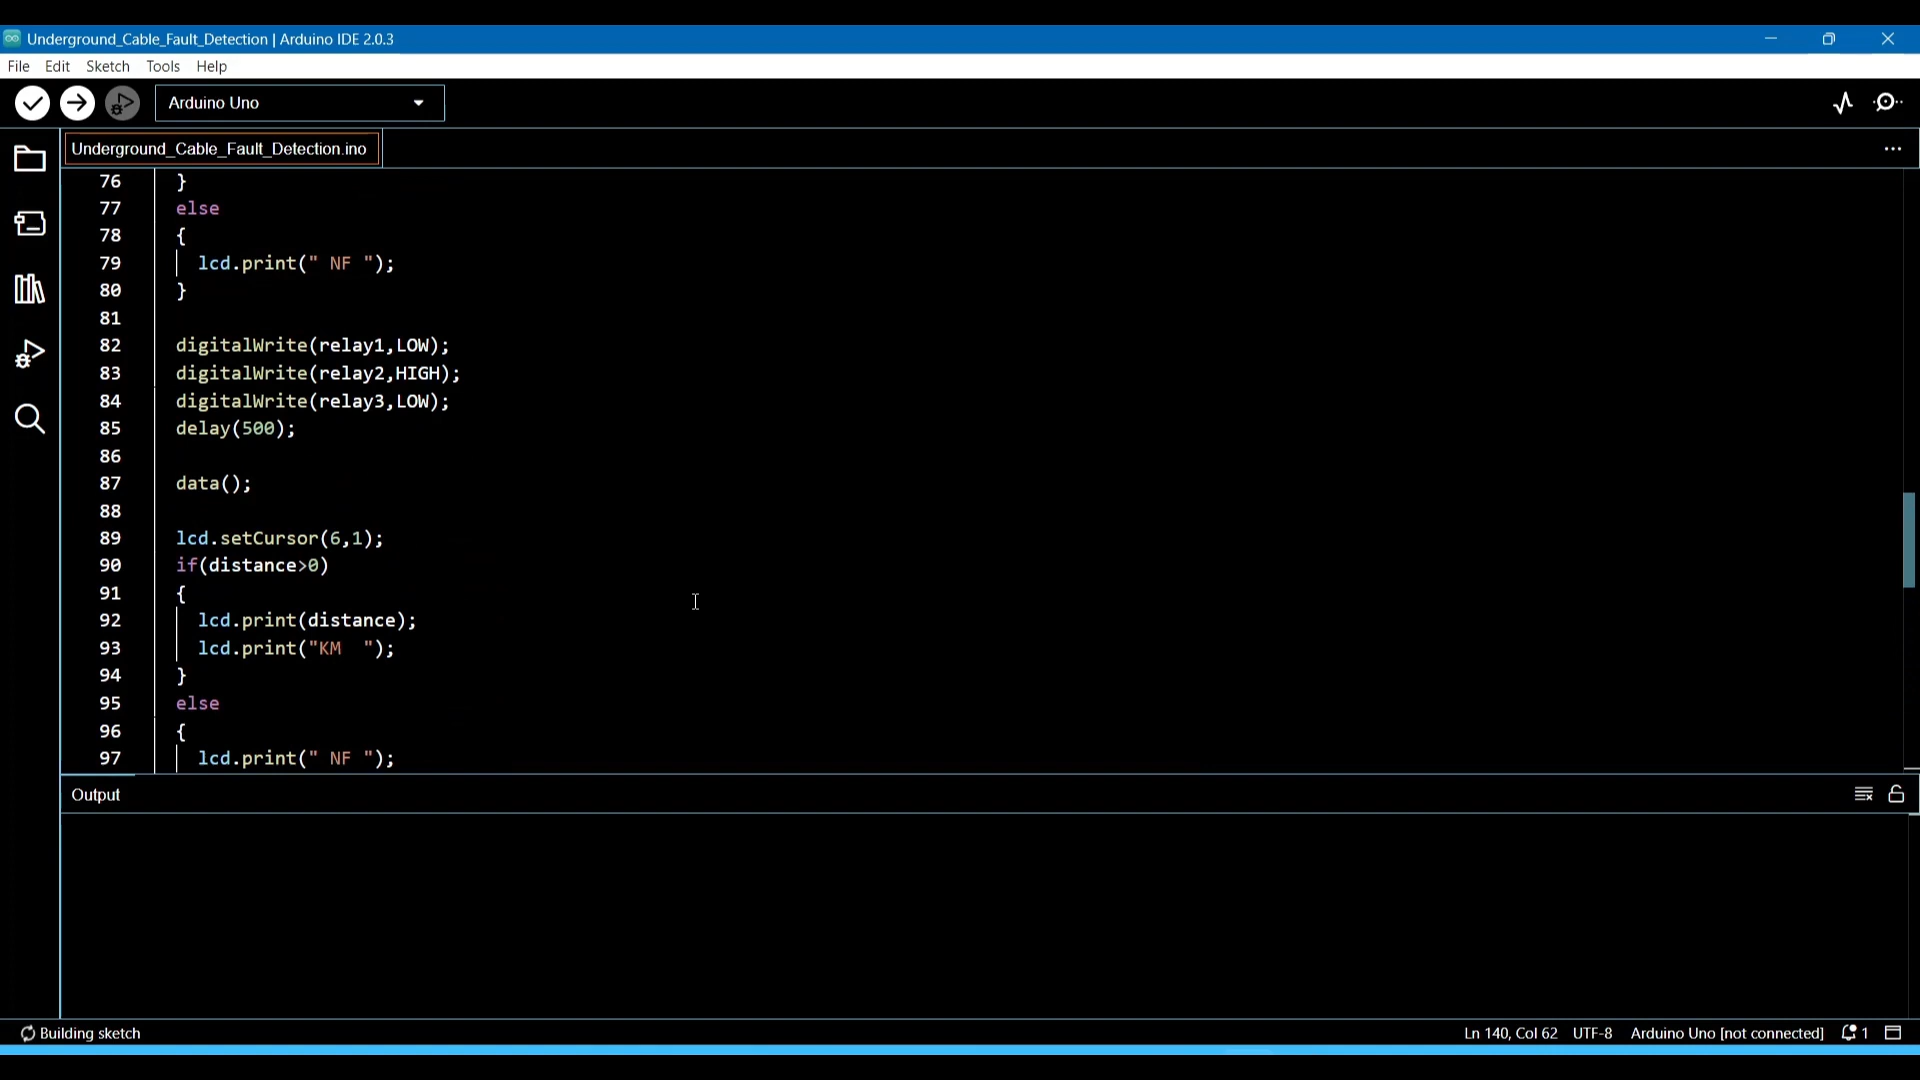 Underground_Cable_Fault_Detection | Arduino IDE 2.0.3
File Edit Sketch Tools Help
Arduino Uno
Underground_Cable_Fault_Detection.ino
76 }
77 else
78 {
79 lcd.print(" NF ");
80 }
81
82 digitalWrite(relay1,LOW);
83 digitalWrite(relay2,HIGH);
84 digitalWrite(relay3,LOW);
85 delay(500);
86
87 data();
88
89 lcd.setCursor(6,1);
90 if(distance>0)
91 {
92 lcd.print(distance);
93 lcd.print("KM  ");
94 }
95 else
96 {
97 lcd.print(" NF ");
Output
Building sketch
Ln 140, Col 62 UTF-8 Arduino Uno [not connected] 1